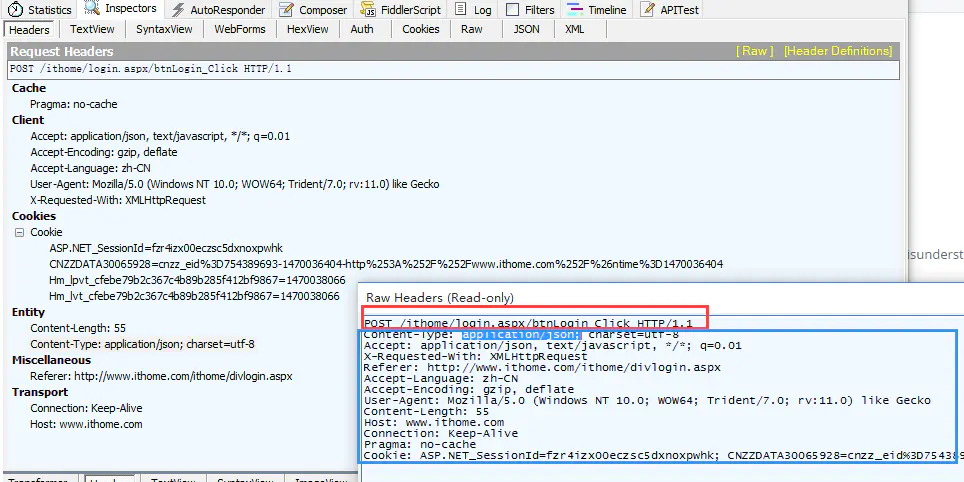 Statistics Inspectors AutoResponder Composer FiddlerScript Log Filters Timeline APITest
Headers TextView SyntaxView WebForms HexView Auth Cookies Raw JSON XML
Request Headers [ Raw ] [Header Definitions]
POST /ithome/login.aspx/btnLogin_Click HTTP/1.1
Cache
Pragma: no-cache
Client
Accept: application/json, text/javascript, */*; q=0.01
Accept-Encoding: gzip, deflate
Accept-Language: zh-CN
User-Agent: Mozilla/5.0 (Windows NT 10.0; WOW64; Trident/7.0; rv:11.0) like Gecko
X-Requested-With: XMLHttpRequest
Cookies
Cookie
ASP.NET_SessionId=fzr4izx00eczsc5dxnoxpwhk
CNZZDATA30065928=cnzz_eid%3D754389693-1470036404-http%253A%252F%252Fwww.ithome.com%252F%26ntime%3D1470036404
Hm_lpvt_cfebe79b2c367c4b89b285f412bf9867=1470038066
Hm_lvt_cfebe79b2c367c4b89b285f412bf9867=1470038066
Entity
Content-Length: 55
Content-Type: application/json; charset=utf-8
Miscellaneous
Referer: http://www.ithome.com/ithome/divlogin.aspx
Transport
Connection: Keep-Alive
Host: www.ithome.com
isunderst
Raw Headers (Read-only)
POST /ithome/login.aspx/btnLogin_Click HTTP/1.1
Content-Type: application/json; charset=utf-8
Accept: application/json, text/javascript, */*; q=0.01
X-Requested-With: XMLHttpRequest
Referer: http://www.ithome.com/ithome/divlogin.aspx
Accept-Language: zh-CN
Accept-Encoding: gzip, deflate
User-Agent: Mozilla/5.0 (Windows NT 10.0; WOW64; Trident/7.0; rv:11.0) like Gecko
Content-Length: 55
Host: www.ithome.com
Connection: Keep-Alive
Pragma: no-cache
Cookie: ASP.NET_SessionId=fzr4izx00eczsc5dxnoxpwhk; CNZZDATA30065928=cnzz_eid%3D754389